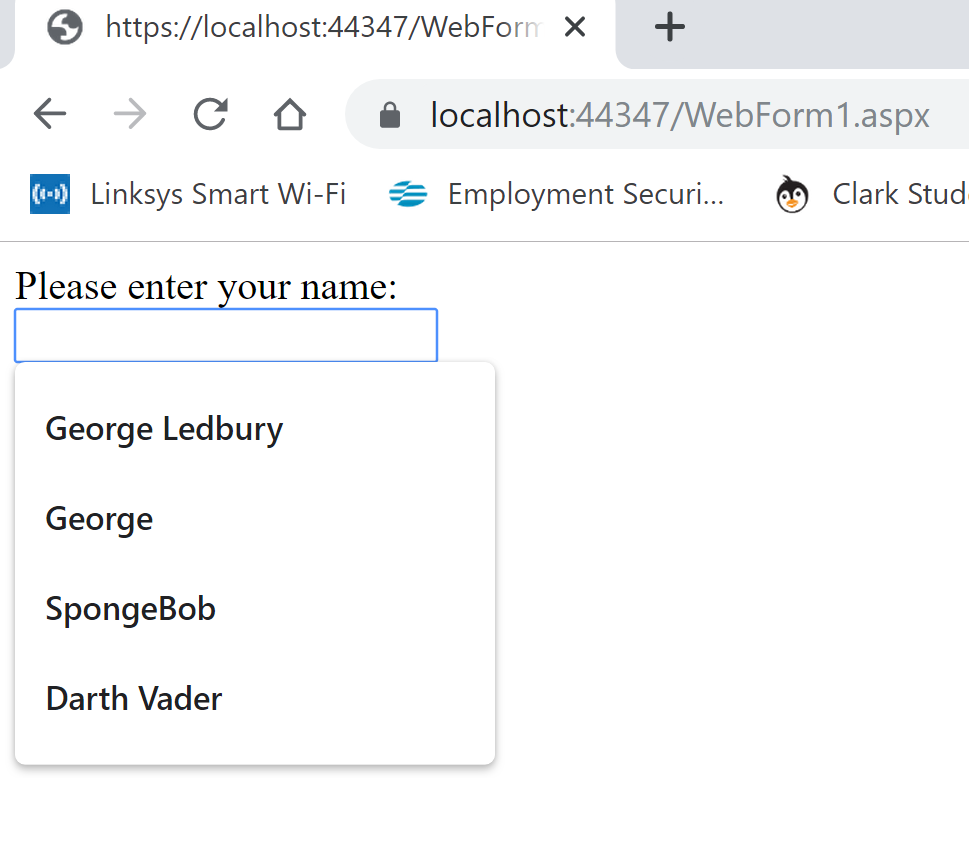 https://localhost:44347/WebForm
localhost:44347/WebForm1.aspx
Linksys Smart Wi-Fi Employment Securi... Clark Stud
Please enter your name:
George Ledbury
George
SpongeBob
Darth Vader